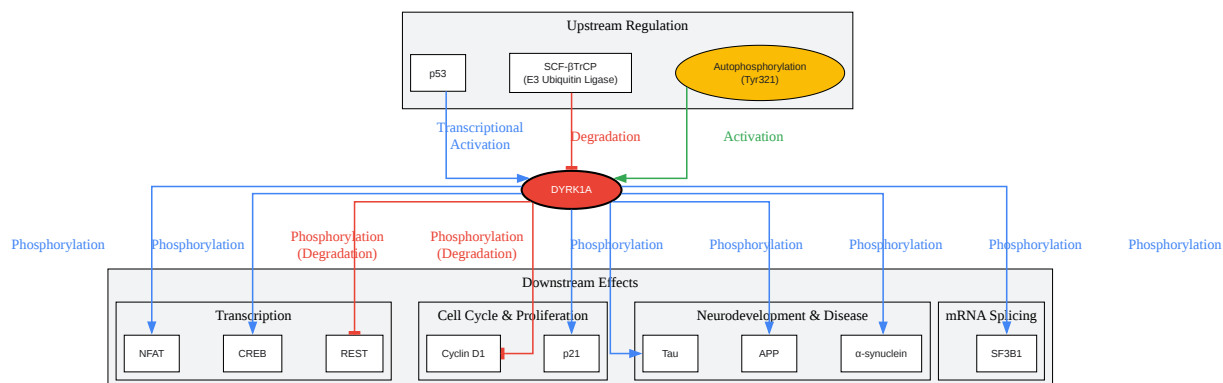 Upstream Regulation
p53
SCF-βTrCP
(E3 Ubiquitin Ligase)
Autophosphorylation
(Tyr321)
Transcriptional
Activation
Degradation
Activation
DYRK1A
Phosphorylation
Phosphorylation
Phosphorylation
(Degradation)
Phosphorylation
(Degradation)
Phosphorylation
Phosphorylation
Phosphorylation
Phosphorylation
Phosphorylation
Downstream Effects
Transcription
Cell Cycle & Proliferation
Neurodevelopment & Disease
mRNA Splicing
NFAT
CREB
REST
Cyclin D1
p21
Tau
APP
α-synuclein
SF3B1